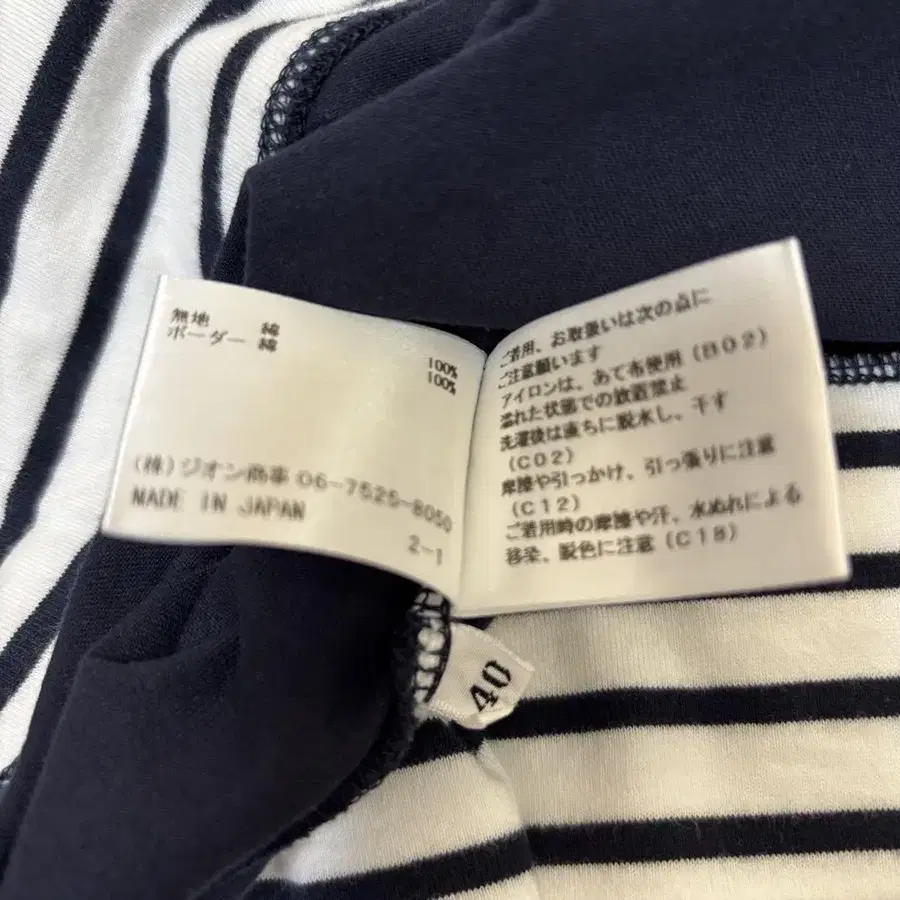 無地 綿 100%
ボーダー 綿 100%
(株)ジオン商事 06-7525-8050
MADE IN JAPAN
2-1
ご着用、お取扱いは次の点に
ご注意願います
アイロンは、あて布使用(B02)
濡れた状態での放置禁止
洗濯後は直ちに脱水し、干す
(C02)
摩擦や引っかけ、引っ張りに注意
(C12)
ご着用時の摩擦や汗、水ぬれによる
移染、脱色に注意(C18)
40